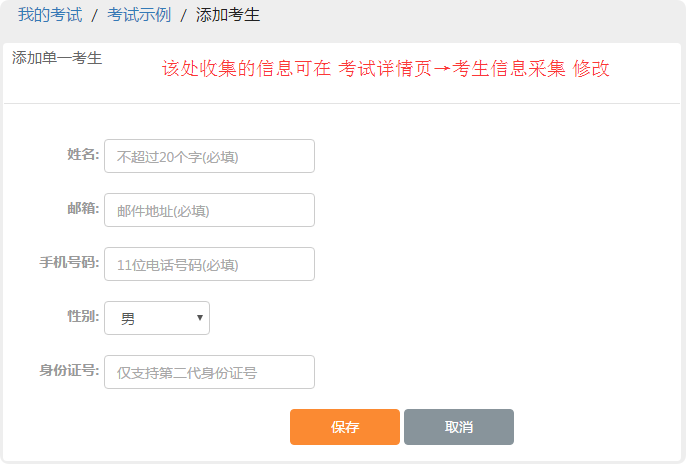 我的考试 / 考试示例 / 添加考生
添加单一考生
该处收集的信息可在 考试详情页→考生信息采集 修改
姓名: 不超过20个字(必填)
邮箱: 邮件地址(必填)
手机号码: 11位电话号码(必填)
性别: 男
身份证号: 仅支持第二代身份证号
保存 取消